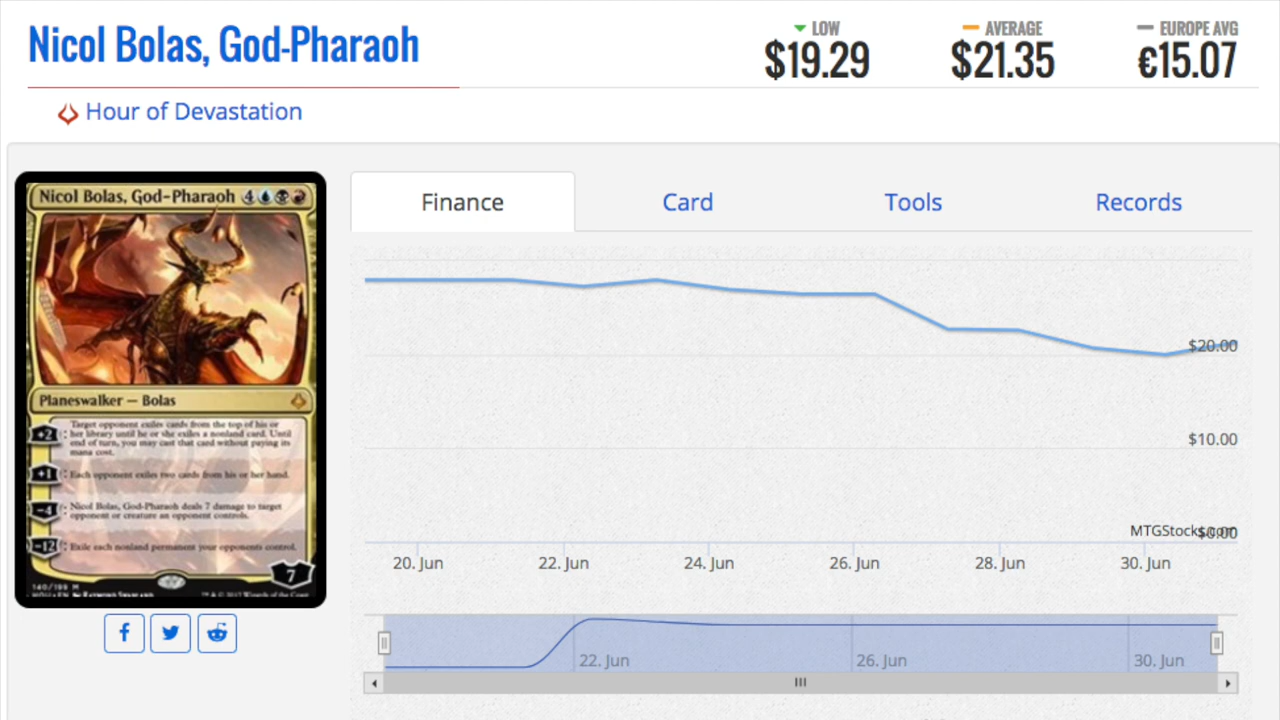 Nicol Bolas, God-Pharaoh
LOW
$19.29
AVERAGE
$21.35
EUROPE AVG
€15.07
Hour of Devastation
Nicol Bolas, God-Pharaoh 4
Planeswalker — Bolas
+2: Target opponent exiles cards from the top of his or
her library until he or she exiles a nonland card. Until
end of turn, you may cast that card without paying its
mana cost.
+1: Each opponent exiles two cards from his or her hand.
-4: Nicol Bolas, God-Pharaoh deals 7 damage to target
opponent or creature an opponent controls.
-12: Exile each nonland permanent your opponents control.
7
140/199 M
Finance
Card
Tools
Records
$20.00
$10.00
MTGStocks.com
$0.00
20. Jun
22. Jun
24. Jun
26. Jun
28. Jun
30. Jun
22. Jun
26. Jun
30. Jun